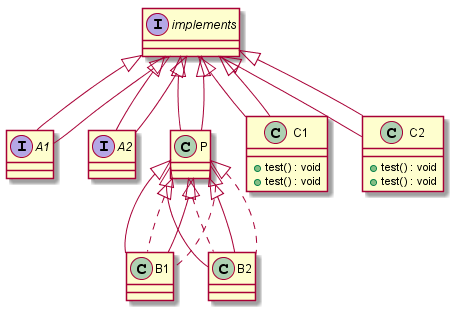 I implements
I A1
I A2
C P
C C1
test() : void
test() : void
C C2
test() : void
test() : void
C B1
C B2